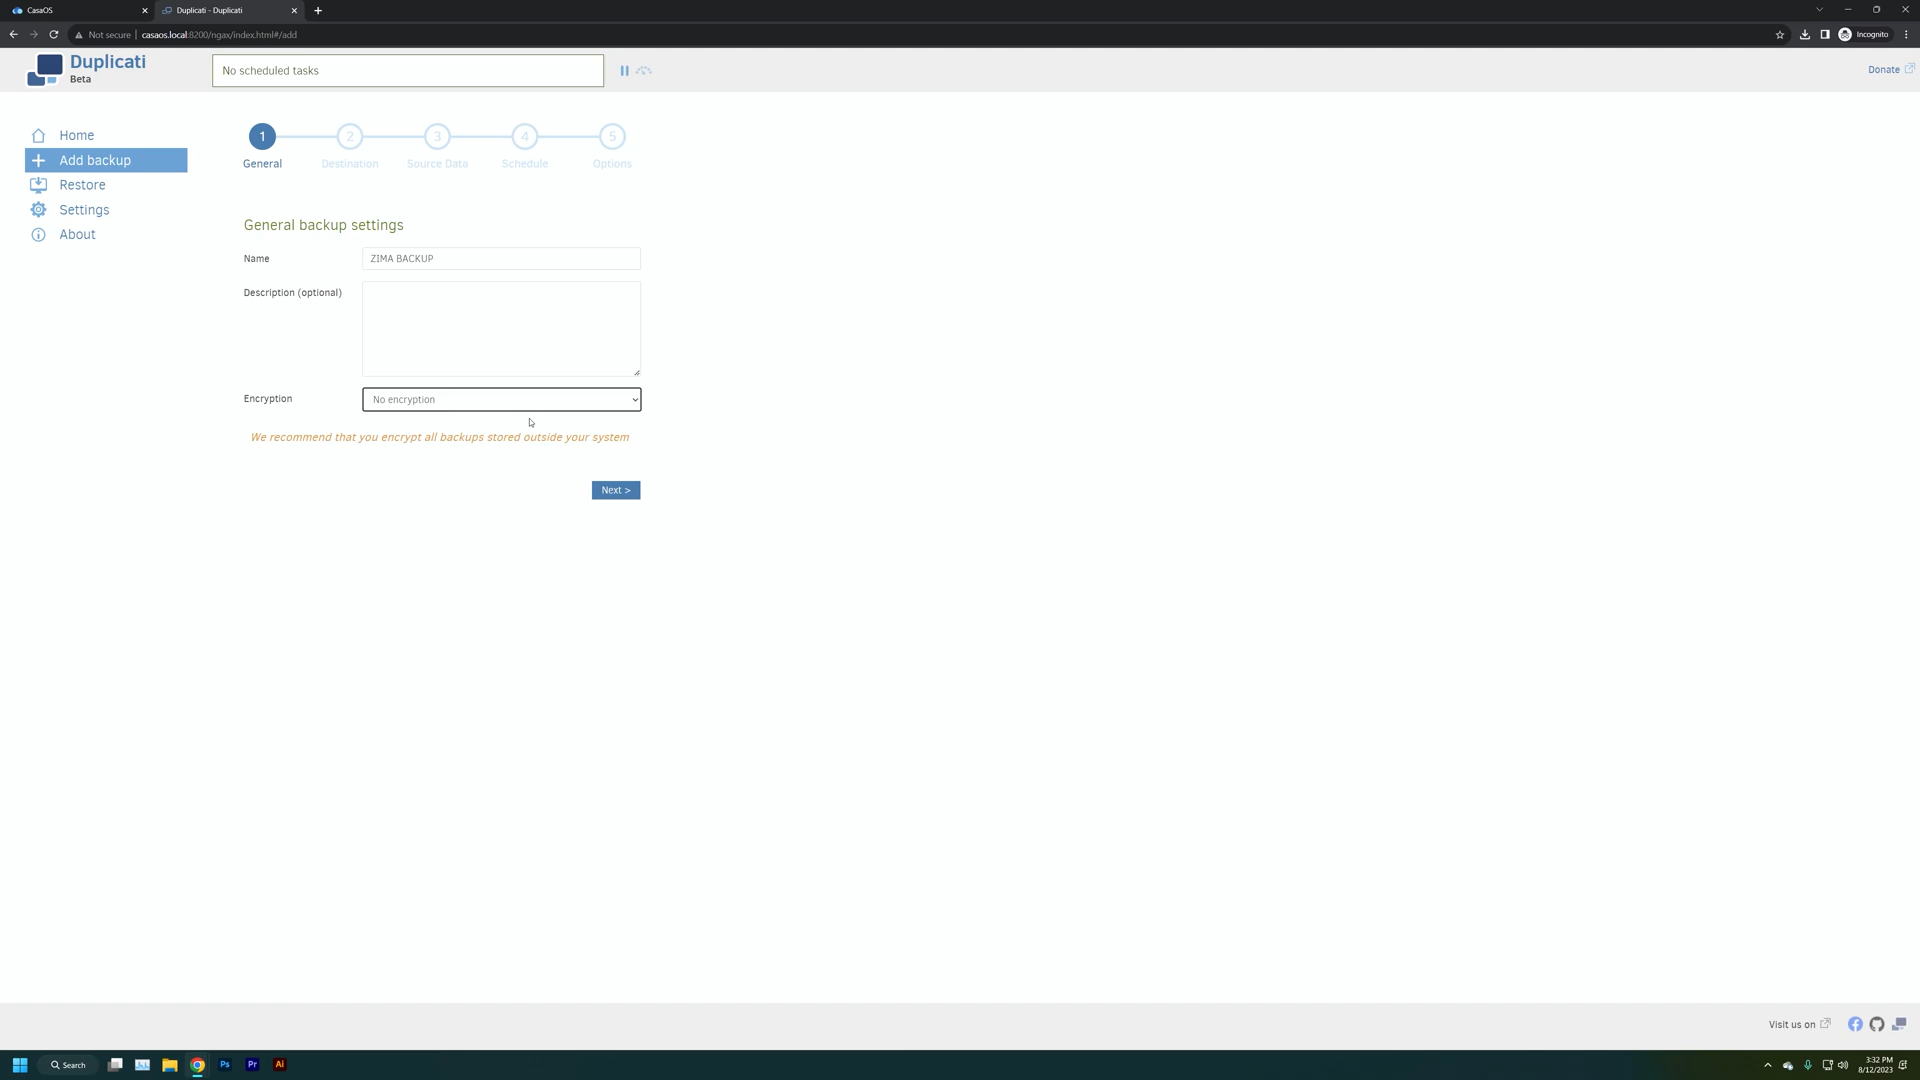 CasaOS
Duplicati - Duplicati
Not secure
casaos.local:8200/ngax/index.html#/add
Incognito
Duplicati
Beta
No scheduled tasks
Donate
Home
Add backup
Restore
Settings
About
1
2
3
4
5
General
Destination
Source Data
Schedule
Options
General backup settings
Name
ZIMA BACKUP
Description (optional)
Encryption
No encryption
We recommend that you encrypt all backups stored outside your system
Next >
Visit us on
Search
Ps
Pr
Ai
3:32 PM
8/12/2023